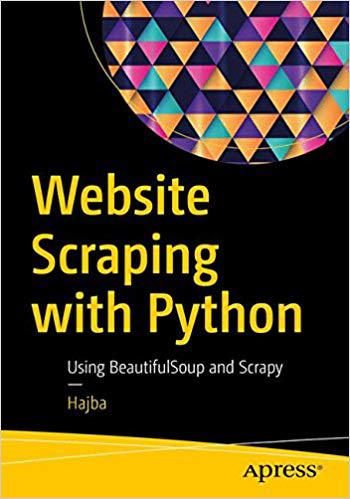 Website
Scraping
with Python
Using BeautifulSoup and Scrapy
Hajba
Apress®